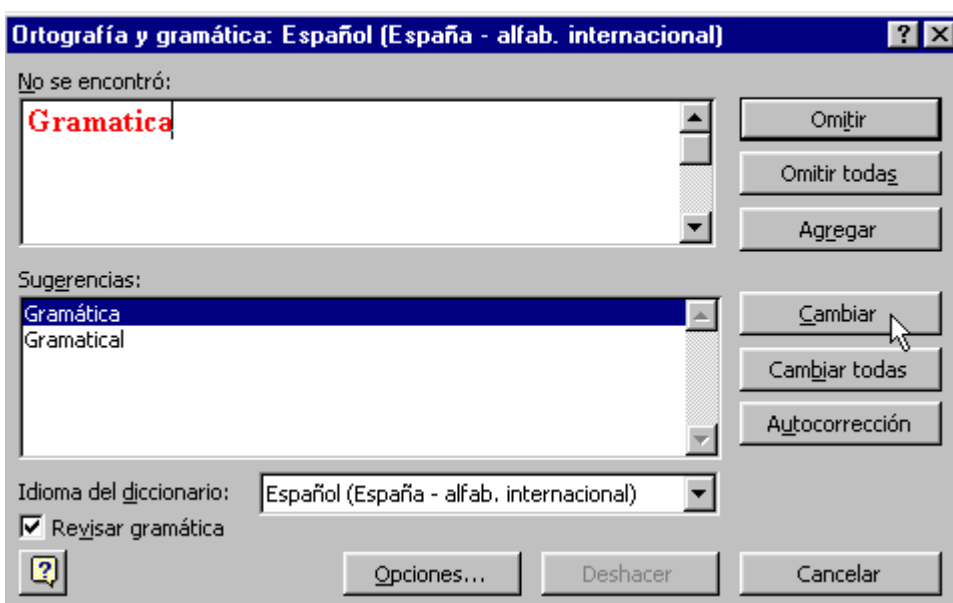 Ortografía y gramática: Español (España - alfab. internacional)
No se encontró:
Gramatica
Omitir
Omitir todas
Agregar
Sugerencias:
Gramática
Gramatical
Cambiar
Cambiar todas
Autocorrección
Idioma del diccionario:
Español (España - alfab. internacional)
Revisar gramática
Opciones...
Deshacer
Cancelar